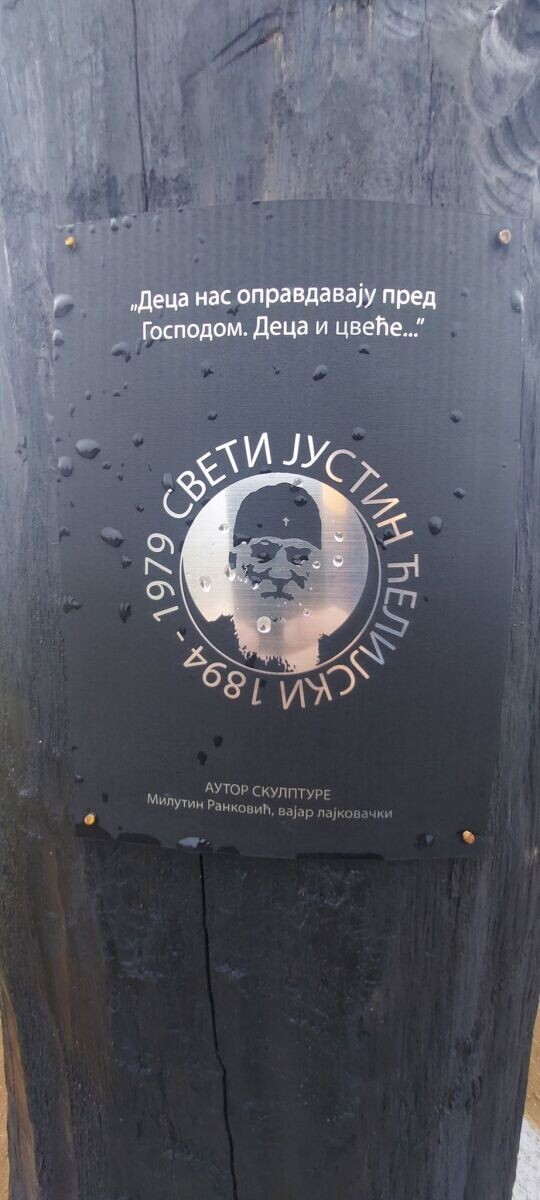 „Деца нас оправдавају пред
Господом. Деца и цвеће...”
СВЕТИ ЈУСТИН ЋЕЛИЈСКИ 1894 - 1979
АУТОР СКУЛПТУРЕ
Милутин Ранковић, вајар лајковачки